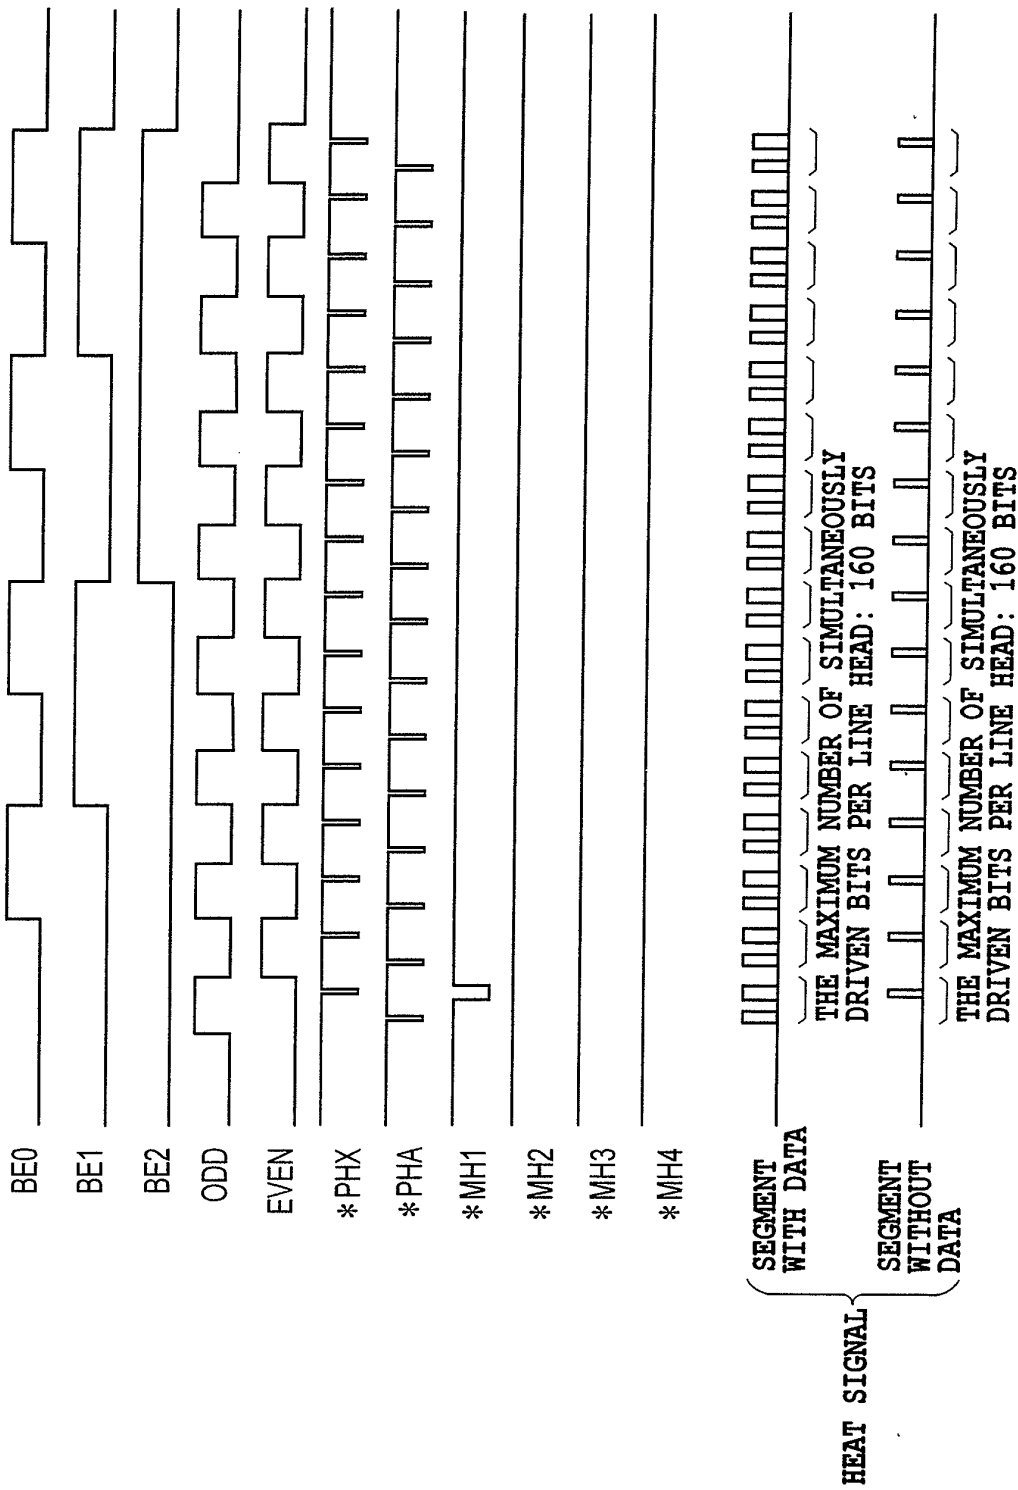 BE0
BE1
BE2
ODD
EVEN
*PHX
*PHA
*MH1
*MH2
*MH3
*MH4
HEAT SIGNAL
SEGMENT
WITH DATA
THE MAXIMUM NUMBER OF SIMULTANEOUSLY
DRIVEN BITS PER LINE HEAD: 160 BITS
SEGMENT
WITHOUT
DATA
THE MAXIMUM NUMBER OF SIMULTANEOUSLY
DRIVEN BITS PER LINE HEAD: 160 BITS